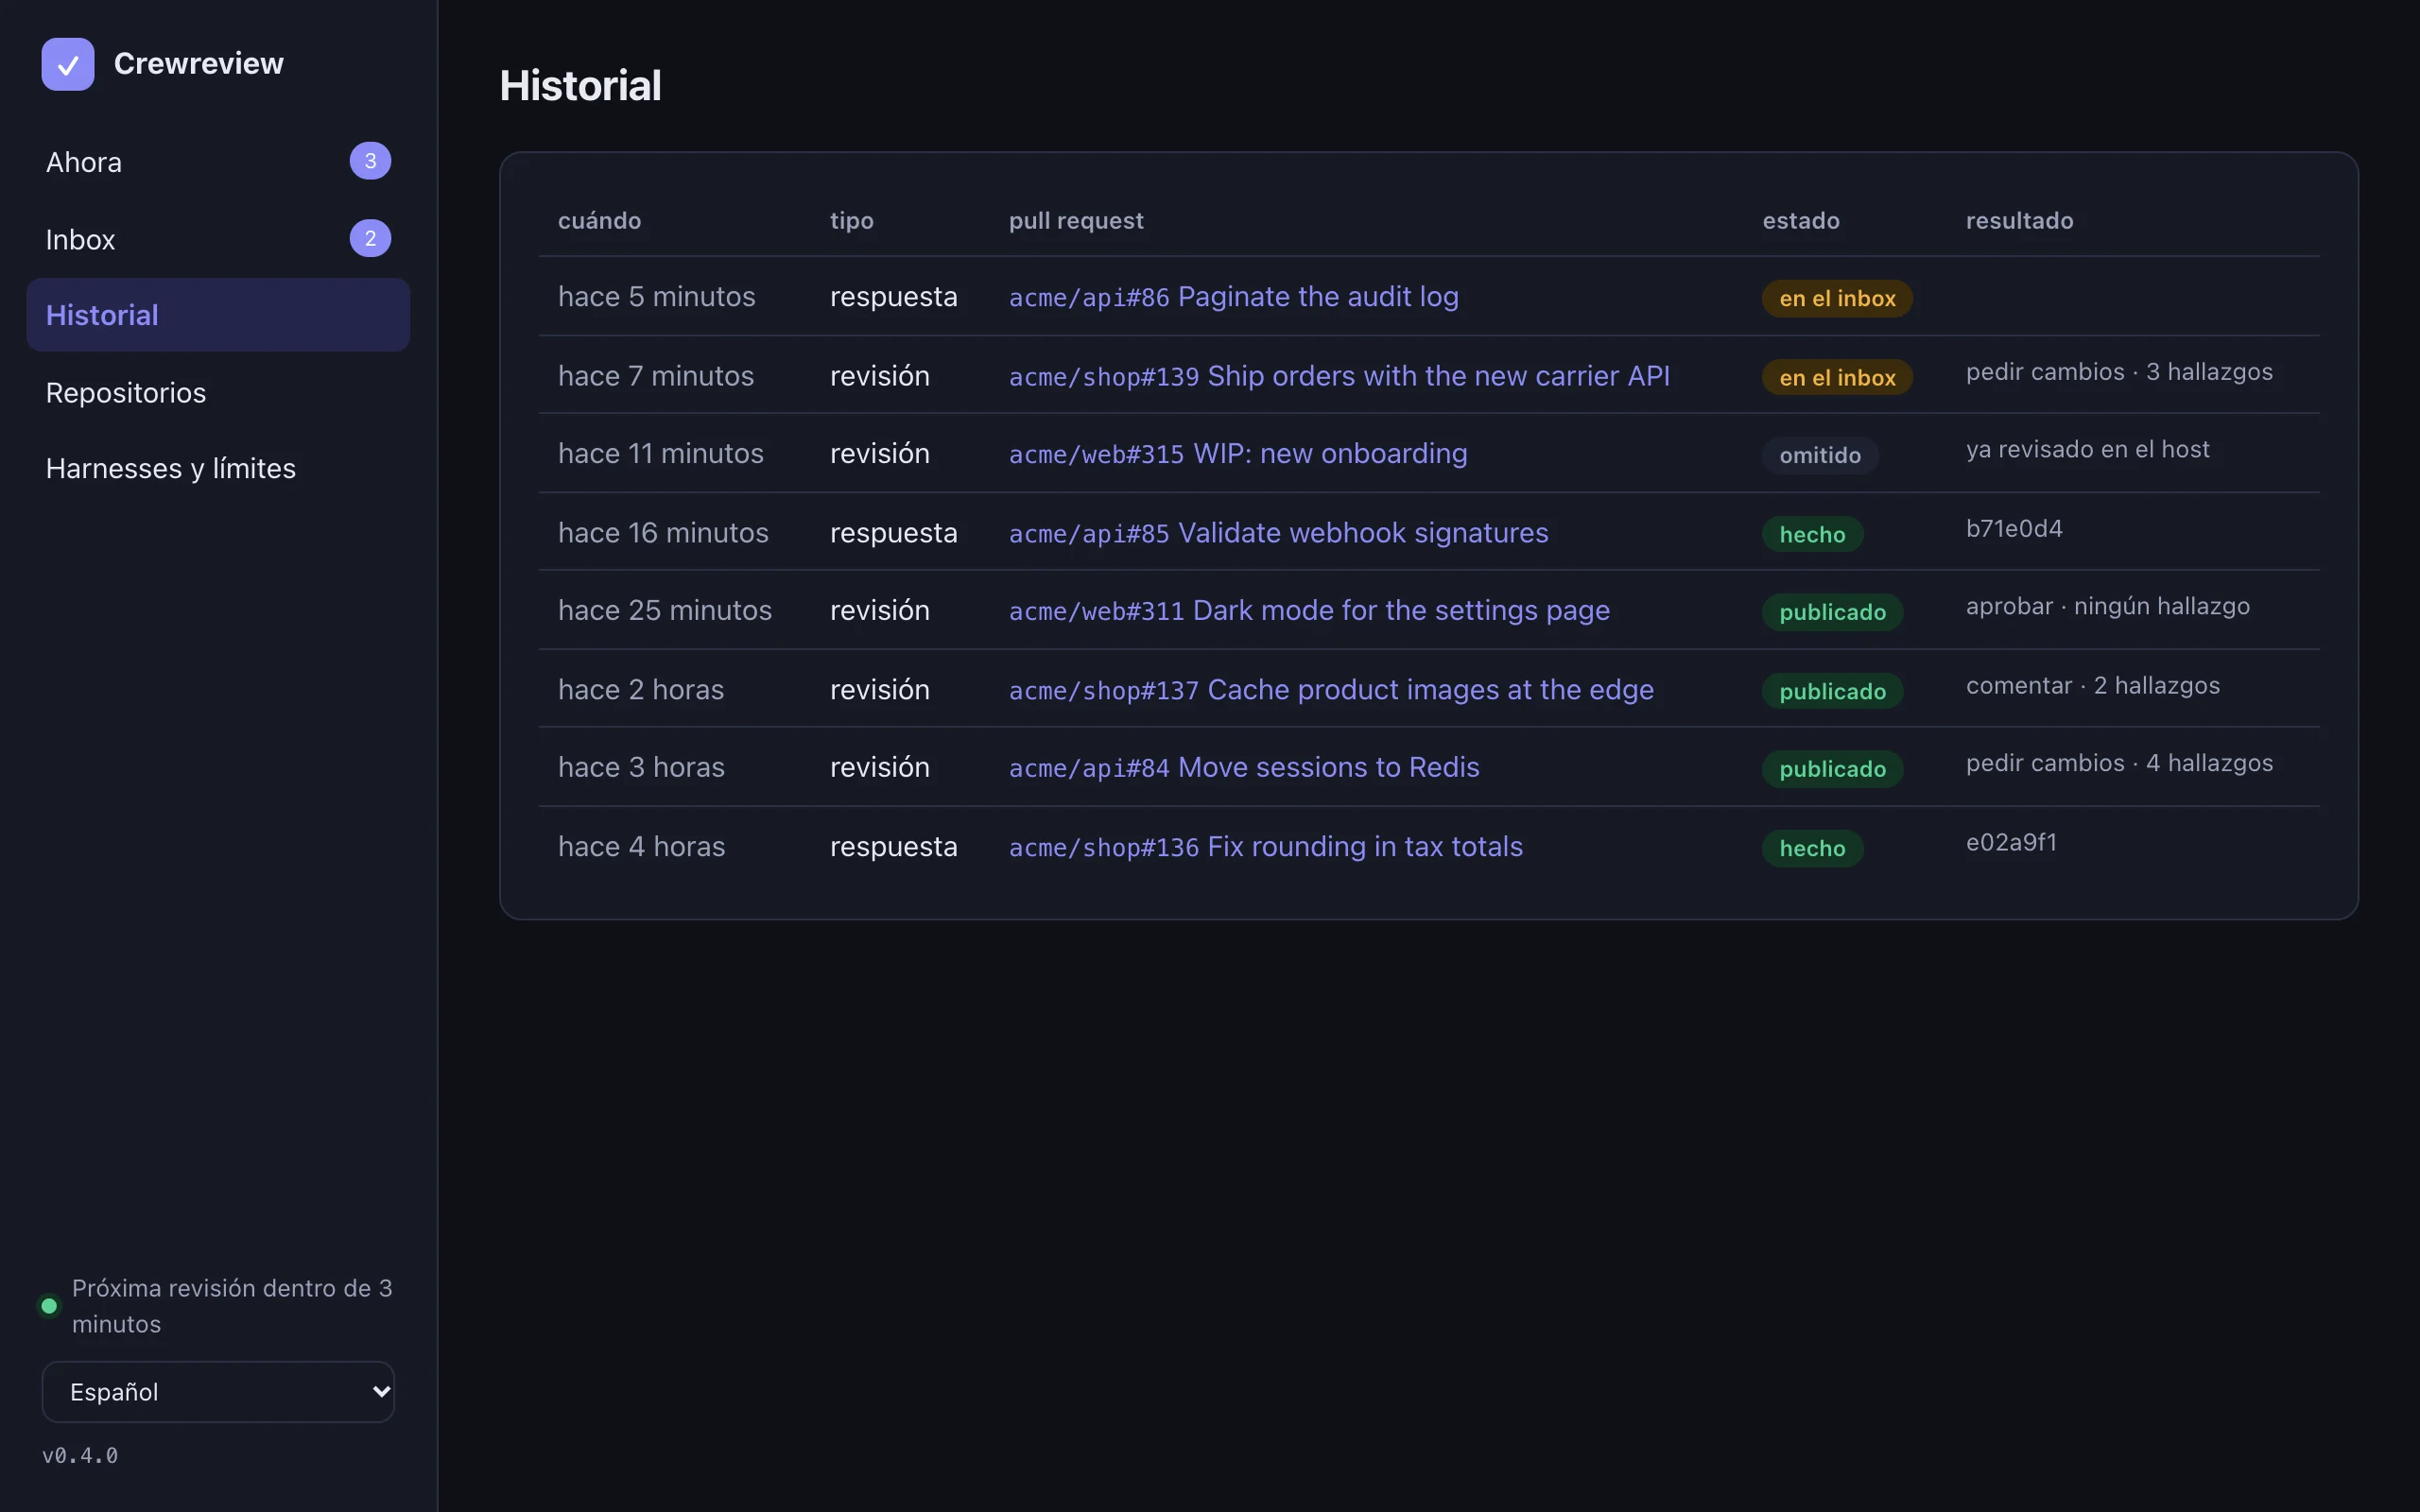 Crewreview
Ahora 3
Inbox 2
Historial
Repositorios
Harnesses y límites
Próxima revisión dentro de 3
minutos
Español
v0.4.0
Historial
cuándo tipo pull request estado resultado
hace 5 minutos respuesta acme/api#86 Paginate the audit log en el inbox
hace 7 minutos revisión acme/shop#139 Ship orders with the new carrier API en el inbox pedir cambios · 3 hallazgos
hace 11 minutos revisión acme/web#315 WIP: new onboarding omitido ya revisado en el host
hace 16 minutos respuesta acme/api#85 Validate webhook signatures hecho b71e0d4
hace 25 minutos revisión acme/web#311 Dark mode for the settings page publicado aprobar · ningún hallazgo
hace 2 horas revisión acme/shop#137 Cache product images at the edge publicado comentar · 2 hallazgos
hace 3 horas revisión acme/api#84 Move sessions to Redis publicado pedir cambios · 4 hallazgos
hace 4 horas respuesta acme/shop#136 Fix rounding in tax totals hecho e02a9f1